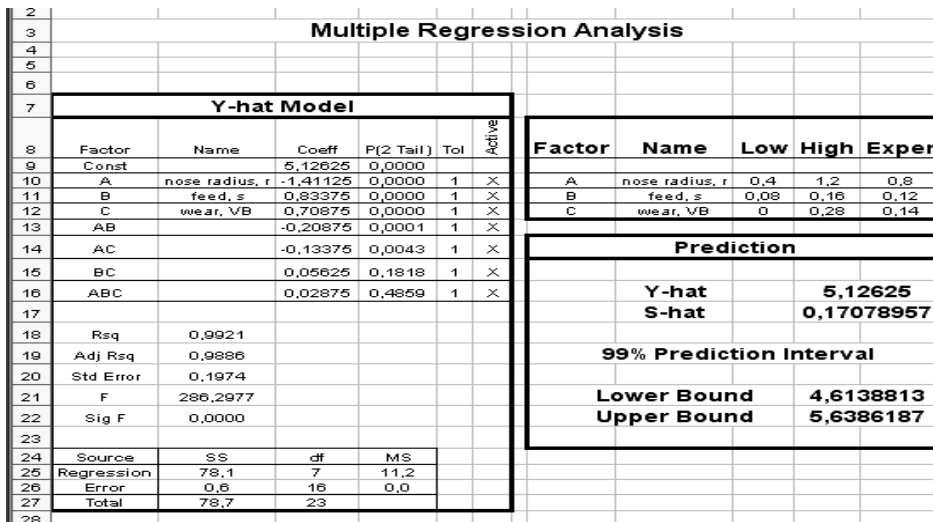 2
3 Multiple Regression Analysis
4
5
6
7 Y-hat Model
8 Factor Name Coeff P(2 Tail) Tol Active Factor Name Low High Exper
9 Const 5,12625 0,0000
10 A nose radius, r -1,41125 0,0000 1 X A nose radius, r 0,4 1,2 0,8
11 B feed, s 0,83375 0,0000 1 X B feed, s 0,08 0,16 0,12
12 C wear, VB 0,70875 0,0000 1 X C wear, VB 0 0,28 0,14
13 AB -0,20875 0,0001 1 X
14 AC -0,13375 0,0043 1 X Prediction
15 BC 0,05625 0,1818 1 X
16 ABC 0,02875 0,4859 1 X Y-hat 5,12625
17 S-hat 0,17078957
18 Rsq 0,9921
19 Adj Rsq 0,9886 99% Prediction Interval
20 Std Error 0,1974
21 F 286,2977 Lower Bound 4,6138813
22 Sig F 0,0000 Upper Bound 5,6386187
23
24 Source SS df MS
25 Regression 78,1 7 11,2
26 Error 0,6 16 0,0
27 Total 78,7 23
28